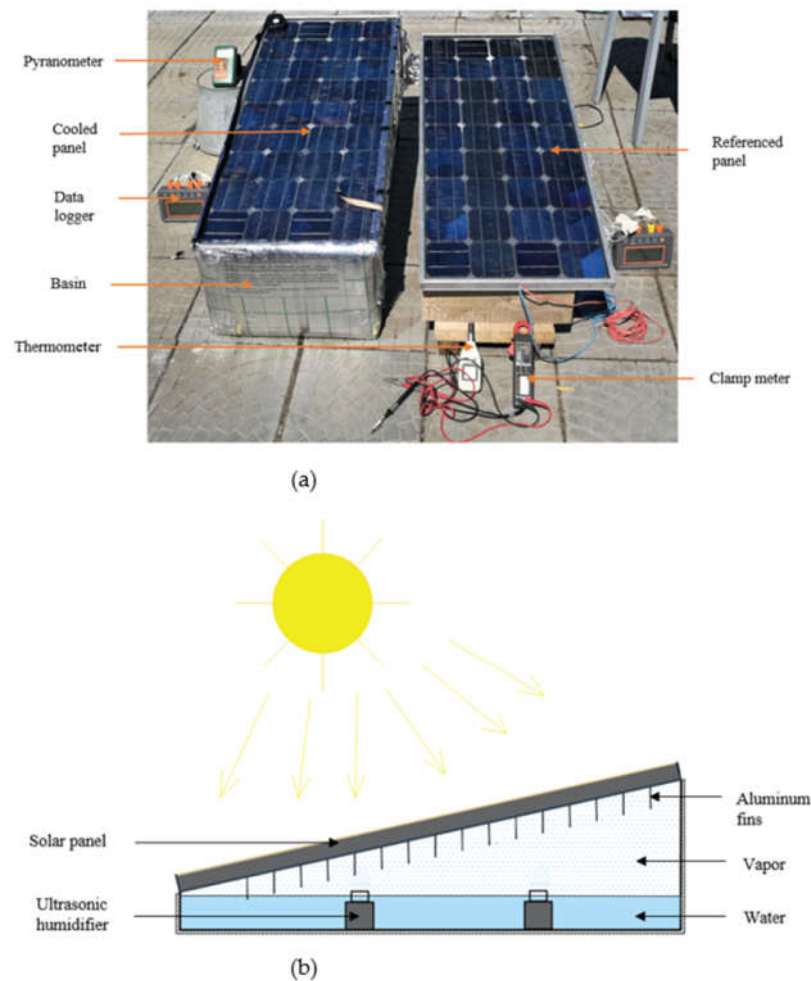 Pyranometer
Cooled
panel
Data
logger
Basin
Thermometer
Referenced
panel
Clamp meter
(a)
Solar panel
Ultrasonic
humidifier
Aluminum
fins
Vapor
Water
(b)